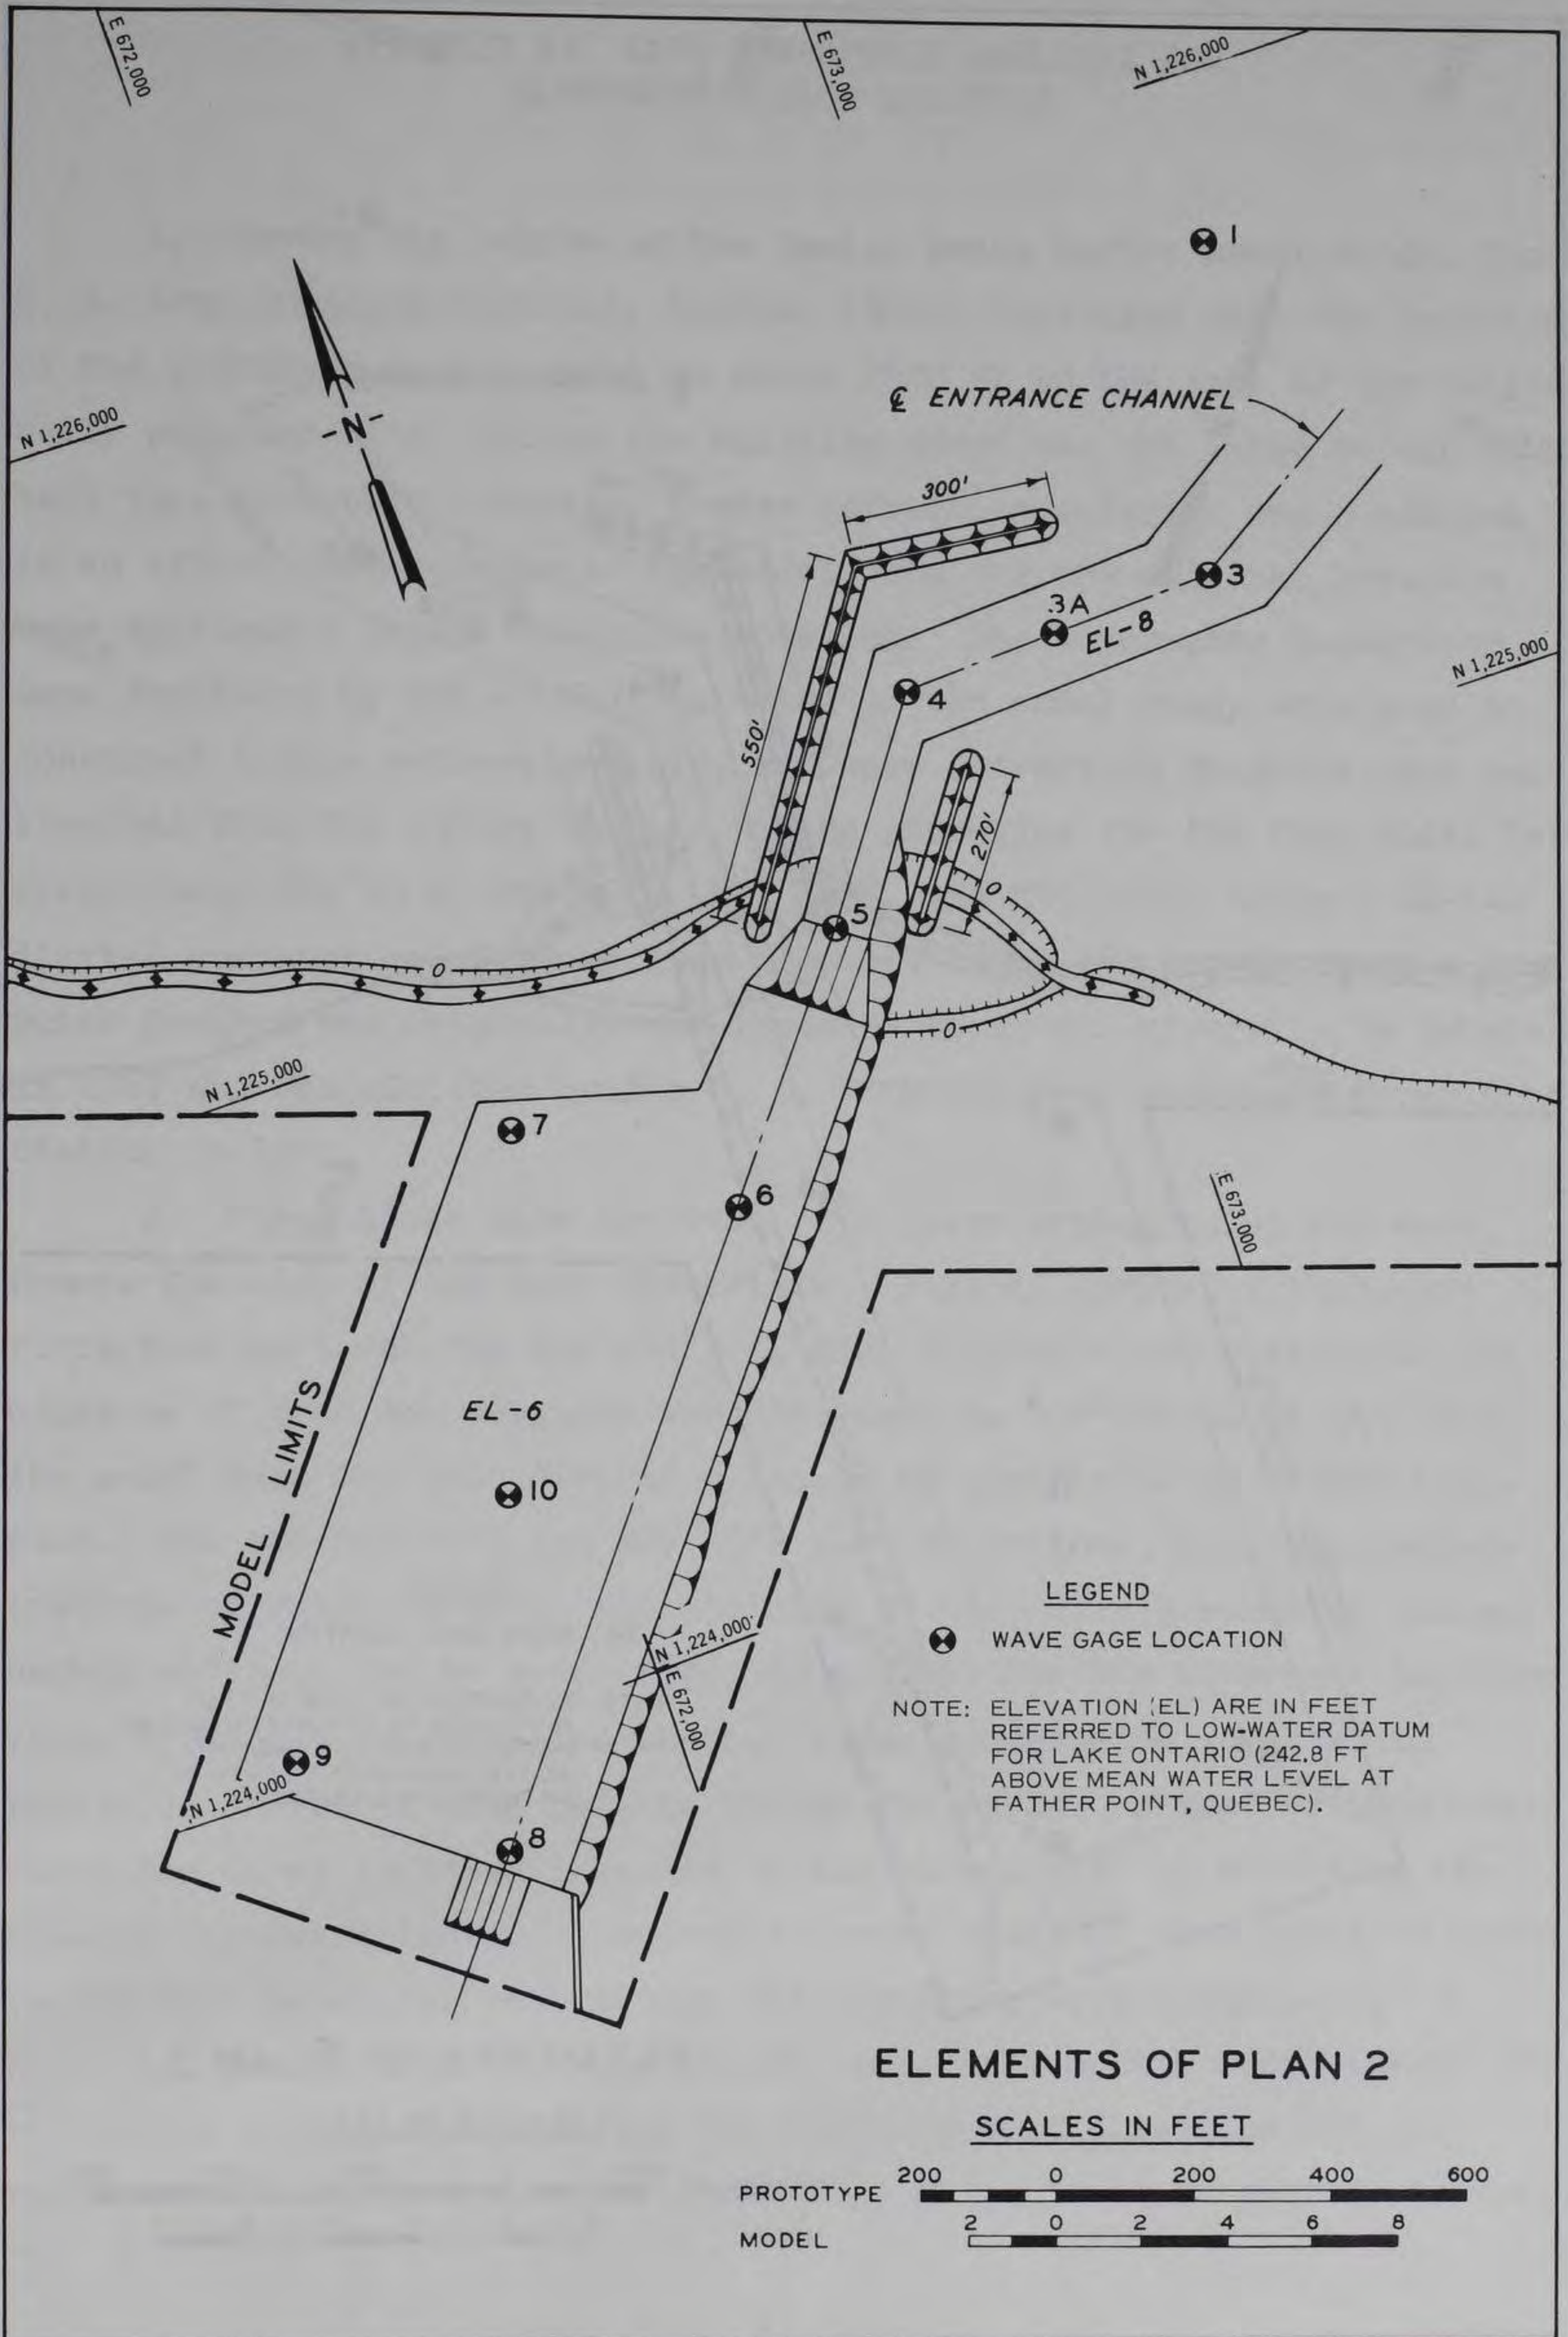 E 672,000
E 673,000
N 1,226,000
1
℄ ENTRANCE CHANNEL
N 1,226,000
-N-
300'
3
3A
EL-8
N 1,225,000
4
550'
270'
0
5
0
0
N 1,225,000
7
6
E 673,000
MODEL LIMITS
EL-6
10
LEGEND
WAVE GAGE LOCATION
N 1,224,000
E 672,000
NOTE: ELEVATION (EL) ARE IN FEET
REFERRED TO LOW-WATER DATUM
FOR LAKE ONTARIO (242.8 FT
ABOVE MEAN WATER LEVEL AT
FATHER POINT, QUEBEC).
9
N 1,224,000
8
ELEMENTS OF PLAN 2
SCALES IN FEET
PROTOTYPE 200 0 200 400 600
MODEL 2 0 2 4 6 8